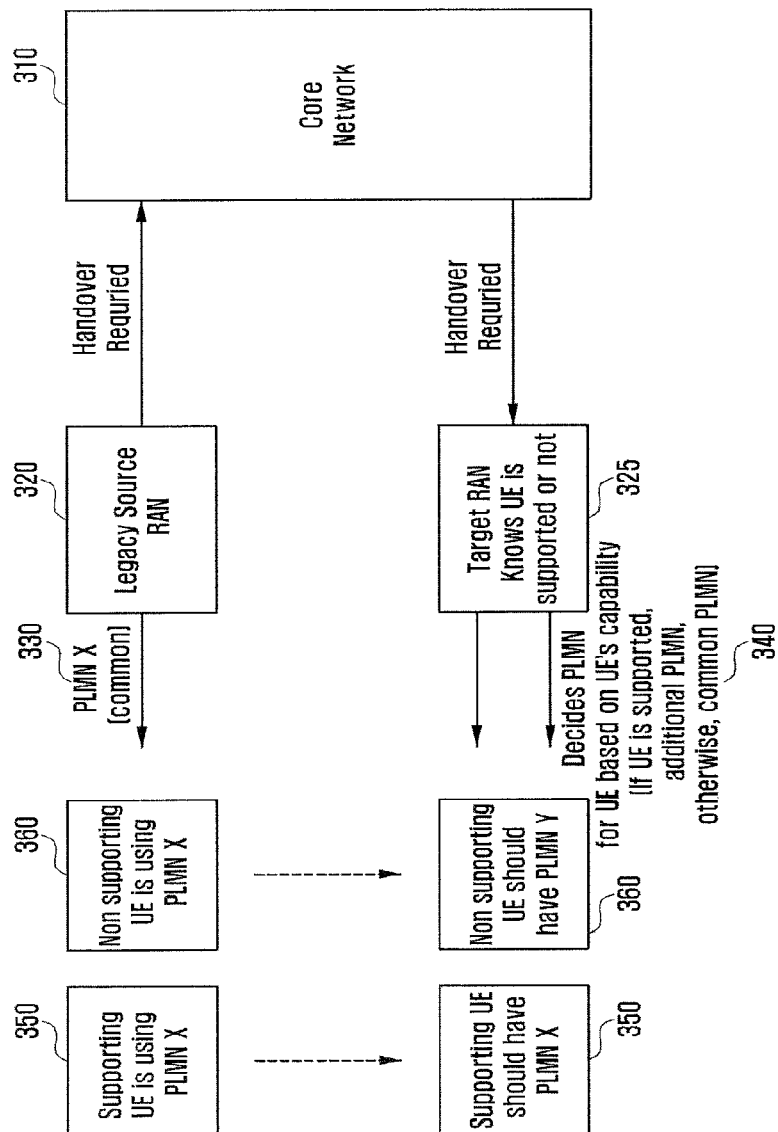 310
Core
Network
Handover
Requried
Handover
Requried
320
Legacy Source
RAN
Target RAN
Knows UE is
supported or not
325
330
PLMN X
(common)
Decides PLMN
for UE based on UE's capability
(If UE is supported,
additional PLMN,
otherwise, common PLMN)
340
360
Non supporting
UE is using
PLMN X
Non supporting
UE should
have PLMN Y
360
350
Supporting
UE is using
PLMN X
Supporting UE
should have
PLMN X
350